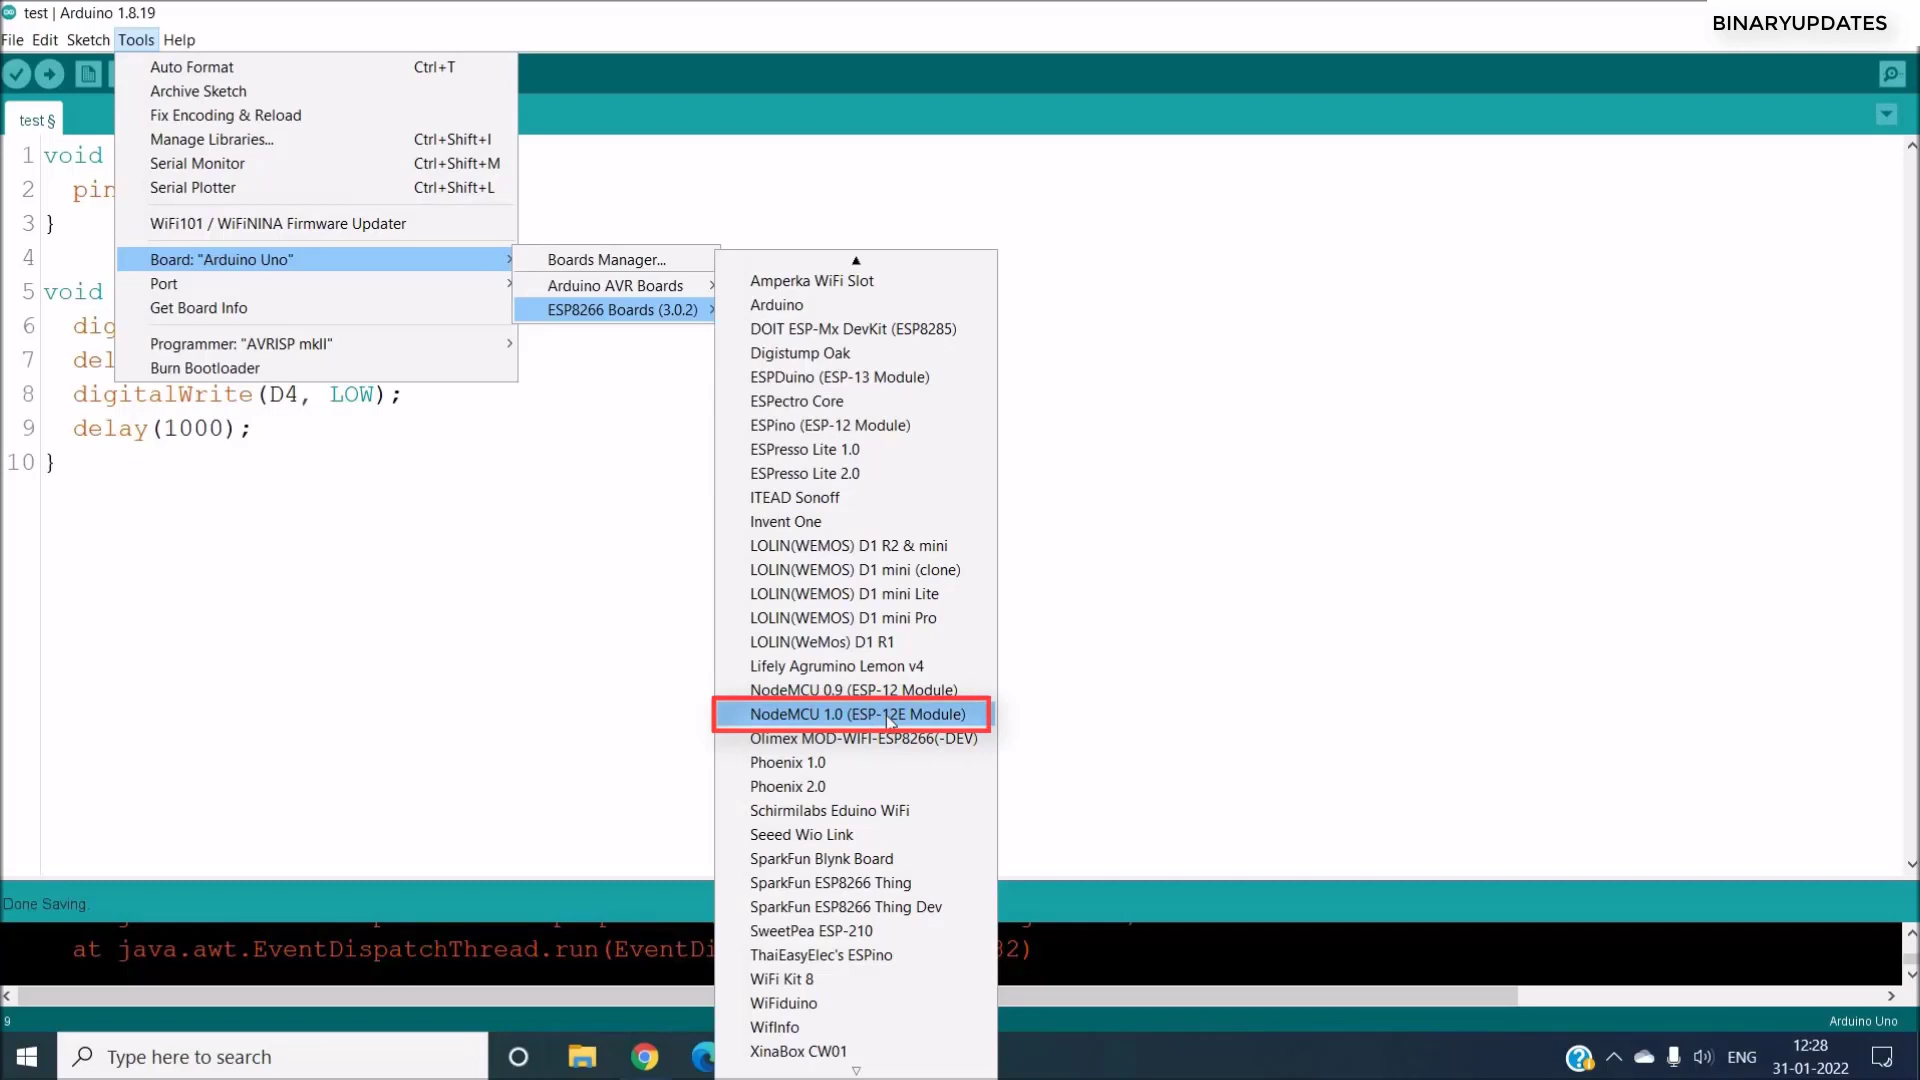 test | Arduino 1.8.19
BINARYUPDATES
File Edit Sketch Tools Help
Auto Format Ctrl+T
Archive Sketch
Fix Encoding & Reload
Manage Libraries... Ctrl+Shift+I
Serial Monitor Ctrl+Shift+M
Serial Plotter Ctrl+Shift+L
WiFi101 / WiFiNINA Firmware Updater
Board: "Arduino Uno"
Port
Get Board Info
Programmer: "AVRISP mkII"
Burn Bootloader
Boards Manager...
Arduino AVR Boards
ESP8266 Boards (3.0.2)
Amperka WiFi Slot
Arduino
DOIT ESP-Mx DevKit (ESP8285)
Digistump Oak
ESPDuino (ESP-13 Module)
ESPectro Core
ESPino (ESP-12 Module)
ESPresso Lite 1.0
ESPresso Lite 2.0
ITEAD Sonoff
Invent One
LOLIN(WEMOS) D1 R2 & mini
LOLIN(WEMOS) D1 mini (clone)
LOLIN(WEMOS) D1 mini Lite
LOLIN(WEMOS) D1 mini Pro
LOLIN(WeMos) D1 R1
Lifely Agrumino Lemon v4
NodeMCU 0.9 (ESP-12 Module)
NodeMCU 1.0 (ESP-12E Module)
Olimex MOD-WIFI-ESP8266(-DEV)
Phoenix 1.0
Phoenix 2.0
Schirmilabs Eduino WiFi
Seeed Wio Link
SparkFun Blynk Board
SparkFun ESP8266 Thing
SparkFun ESP8266 Thing Dev
SweetPea ESP-210
ThaiEasyElec's ESPino
WiFi Kit 8
WiFiduino
WifInfo
XinaBox CW01
test §
1 void
2 pin
3 }
4
5 void
6 dig
7 del
8 digitalWrite(D4, LOW);
9 delay(1000);
10 }
Done Saving.
at java.awt.EventDispatchThread.run(EventDi 32)
9
Arduino Uno
Type here to search
ENG
12:28
31-01-2022